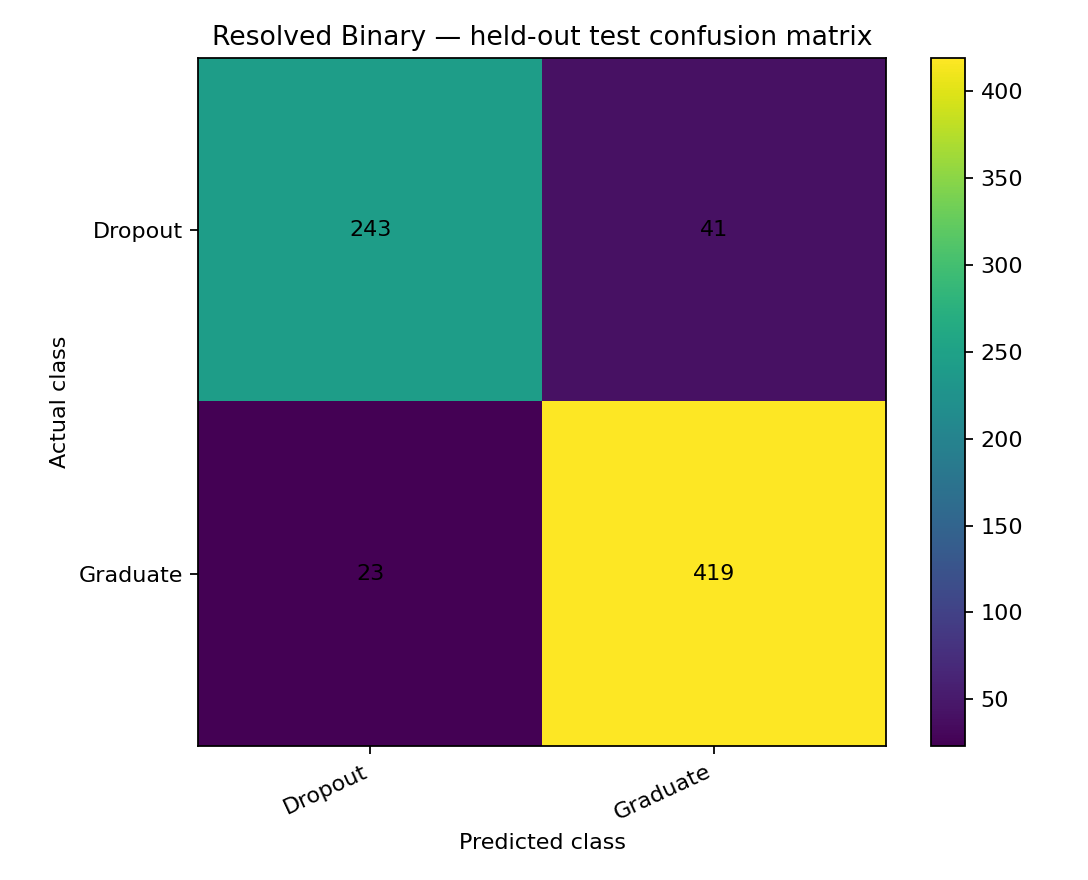 Resolved Binary — held-out test confusion matrix
Actual class
Dropout
Graduate
243
41
23
419
Dropout
Graduate
Predicted class
400
350
300
250
200
150
100
50